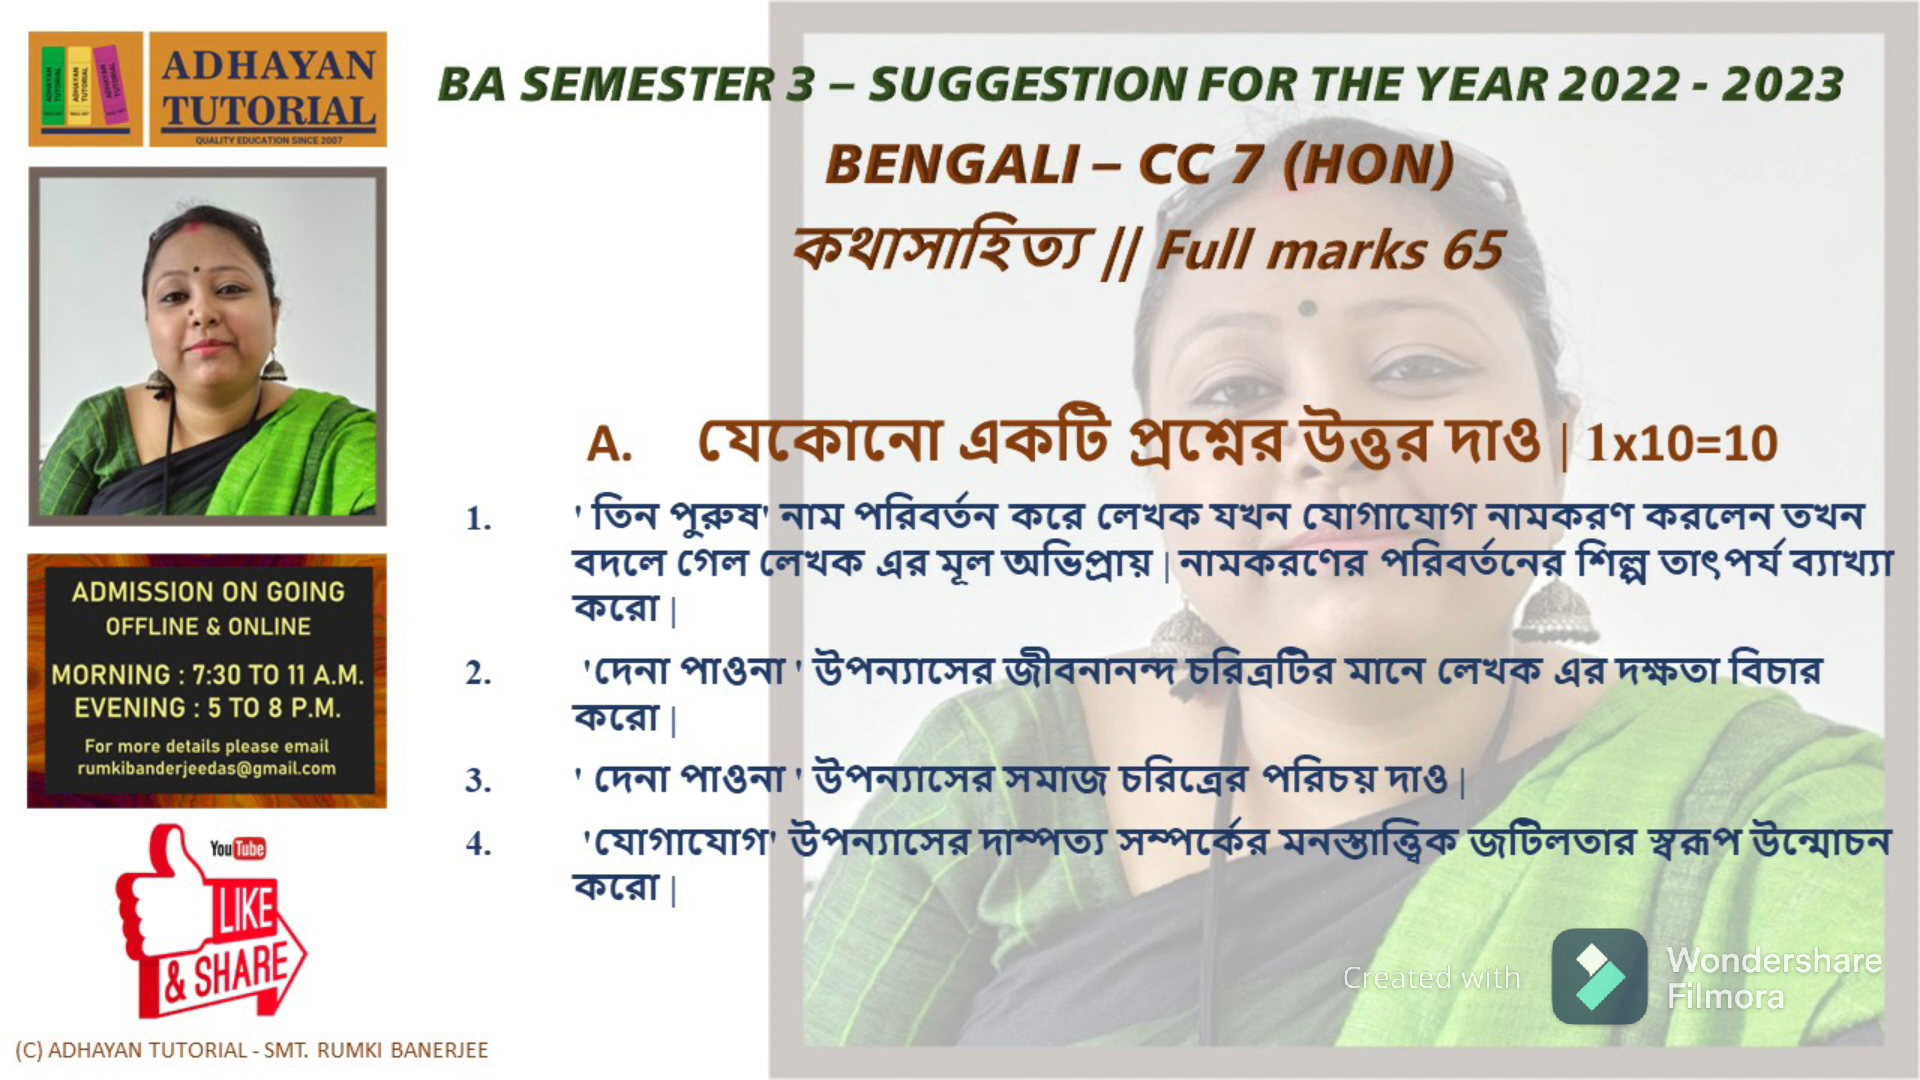 ADHAYAN
TUTORIAL
QUALITY EDUCATION SINCE 2007
BA SEMESTER 3 – SUGGESTION FOR THE YEAR 2022 - 2023
BENGALI – CC 7 (HON)
কথাসাহিত্য || Full marks 65
A. যেকোনো একটি প্রশ্নের উত্তর দাও | 1x10=10
1. ' তিন পুরুষ' নাম পরিবর্তন করে লেখক যখন যোগাযোগ নামকরণ করলেন তখন
বদলে গেল লেখক এর মূল অভিপ্রায় | নামকরণের পরিবর্তনের শিল্প তাৎপর্য ব্যাখ্যা
করো |
2. 'দেনা পাওনা ' উপন্যাসের জীবনানন্দ চরিত্রটির মানে লেখক এর দক্ষতা বিচার
করো |
3. ' দেনা পাওনা ' উপন্যাসের সমাজ চরিত্রের পরিচয় দাও |
4. 'যোগাযোগ' উপন্যাসের দাম্পত্য সম্পর্কের মনস্তাত্ত্বিক জটিলতার স্বরূপ উন্মোচন
করো |
ADMISSION ON GOING
OFFLINE & ONLINE
MORNING : 7:30 TO 11 A.M.
EVENING : 5 TO 8 P.M.
For more details please email
rumkibanderjeedas@gmail.com
YouTube
LIKE
& SHARE
(C) ADHAYAN TUTORIAL - SMT. RUMKI BANERJEE
Created with
Wondershare
Filmora